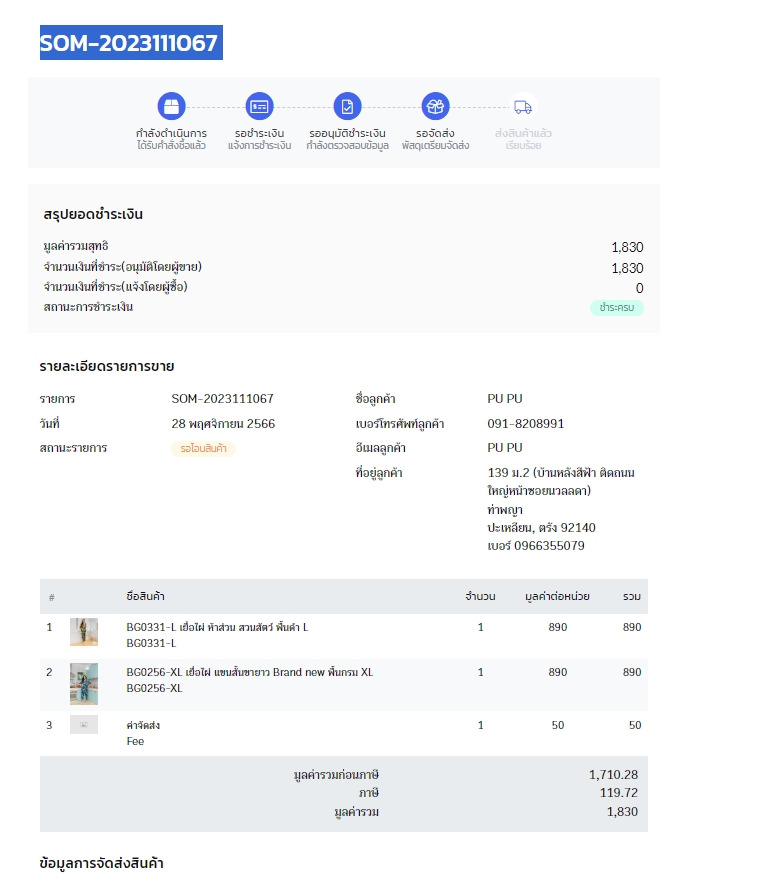 SOM-2023111067
กำลังดำเนินการ
ได้รับคำสั่งซื้อแล้ว
รอชำระเงิน
แจ้งการชำระเงิน
รออนุมัติชำระเงิน
กำลังตรวจสอบข้อมูล
รอจัดส่ง
พัสดุเตรียมจัดส่ง
ส่งสินค้าแล้ว
เรียบร้อย
สรุปยอดชำระเงิน
มูลค่ารวมสุทธิ 1,830
จำนวนเงินที่ชำระ(อนุมัติโดยผู้ขาย) 1,830
จำนวนเงินที่ชำระ(แจ้งโดยผู้ซื้อ) 0
สถานะการชำระเงิน ชำระครบ
รายละเอียดรายการขาย
รายการ SOM-2023111067
วันที่ 28 พฤศจิกายน 2566
สถานะรายการ รอโอนสินค้า
ชื่อลูกค้า PU PU
เบอร์โทรศัพท์ลูกค้า 091-8208991
อีเมลลูกค้า PU PU
ที่อยู่ลูกค้า 139 ม.2 (บ้านหลังสีฟ้า ติดถนน
ใหญ่หน้าซอยนวลลดา)
ท่าพญา
ปะเหลียน, ตรัง 92140
เบอร์ 0966355079
# ชื่อสินค้า จำนวน มูลค่าต่อหน่วย รวม
1 BG0331-L เยื่อไผ่ ห้าส่วน สวนสัตว์ พื้นดำ L 1 890 890
BG0331-L
2 BG0256-XL เยื่อไผ่ แขนสั้นขายาว Brand new พื้นกรม XL 1 890 890
BG0256-XL
3 ค่าจัดส่ง 1 50 50
Fee
มูลค่ารวมก่อนภาษี 1,710.28
ภาษี 119.72
มูลค่ารวม 1,830
ข้อมูลการจัดส่งสินค้า